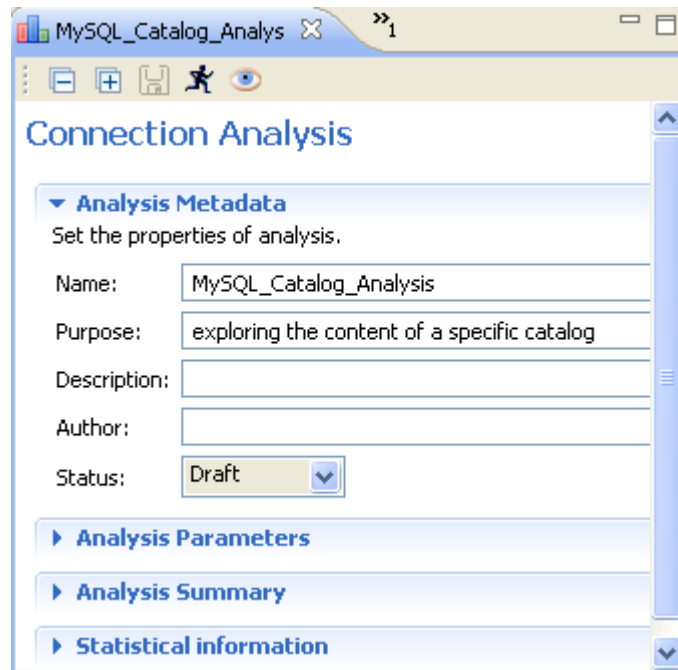 MySQL_Catalog_Analys
»1
Connection Analysis
Analysis Metadata
Set the properties of analysis.
Name: MySQL_Catalog_Analysis
Purpose: exploring the content of a specific catalog
Description:
Author:
Status: Draft
Analysis Parameters
Analysis Summary
Statistical information